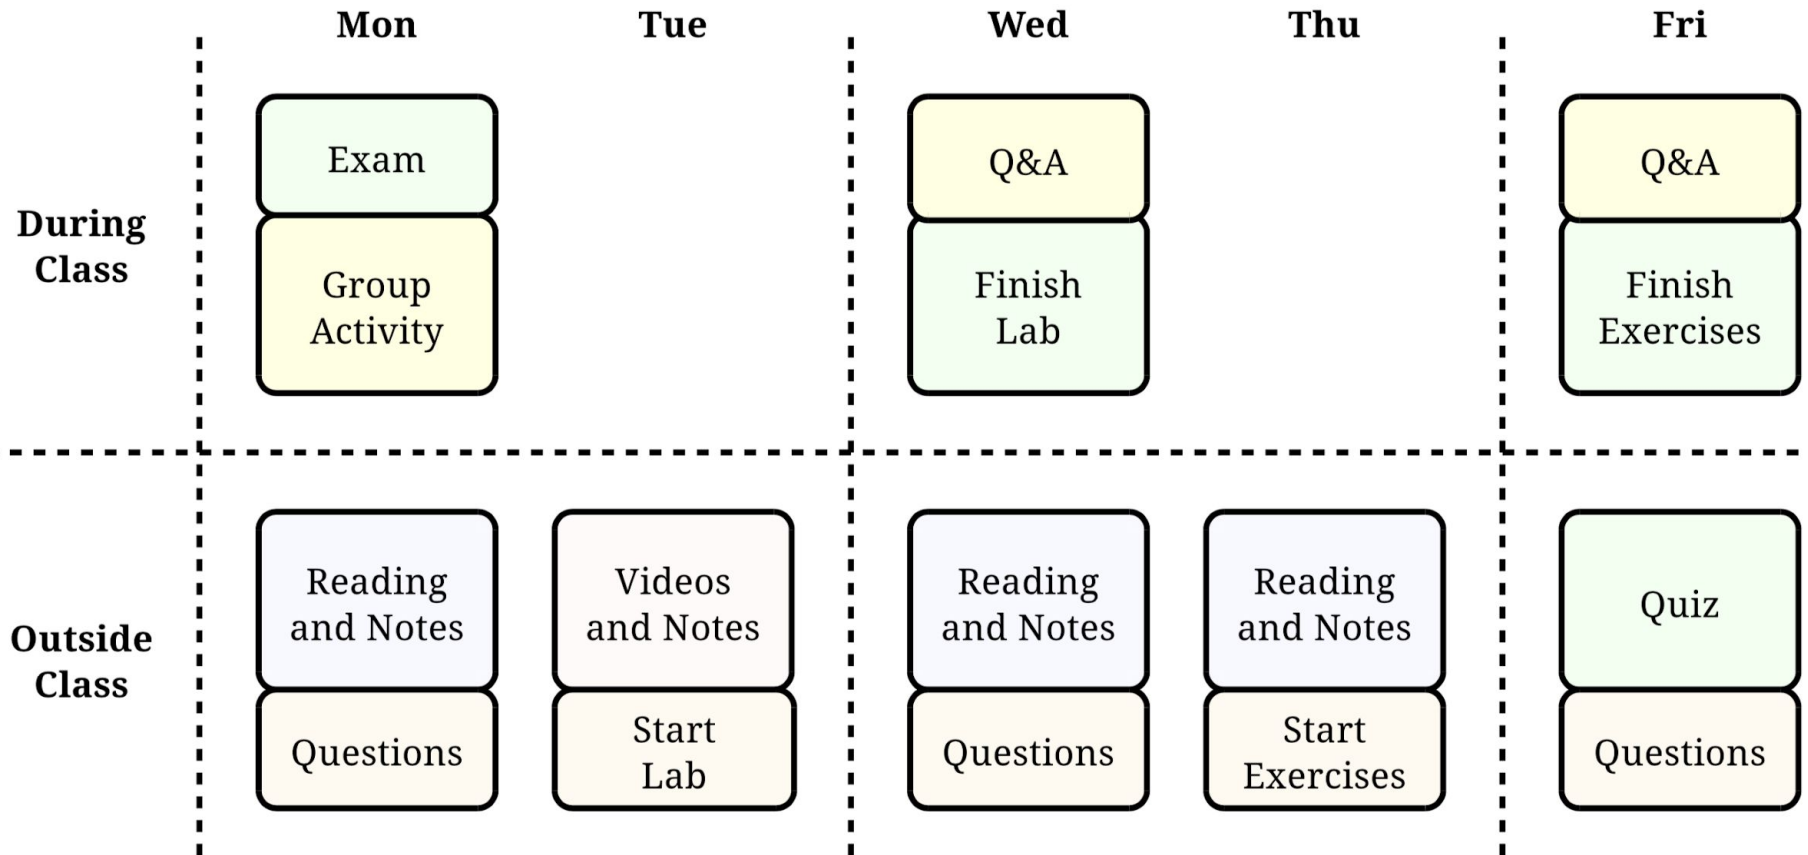 Mon
Tue
Wed
Thu
Fri
During
Class
Exam
Group
Activity
Q&A
Finish
Lab
Q&A
Finish
Exercises
Outside
Class
Reading
and Notes
Questions
Videos
and Notes
Start
Lab
Reading
and Notes
Questions
Reading
and Notes
Start
Exercises
Quiz
Questions